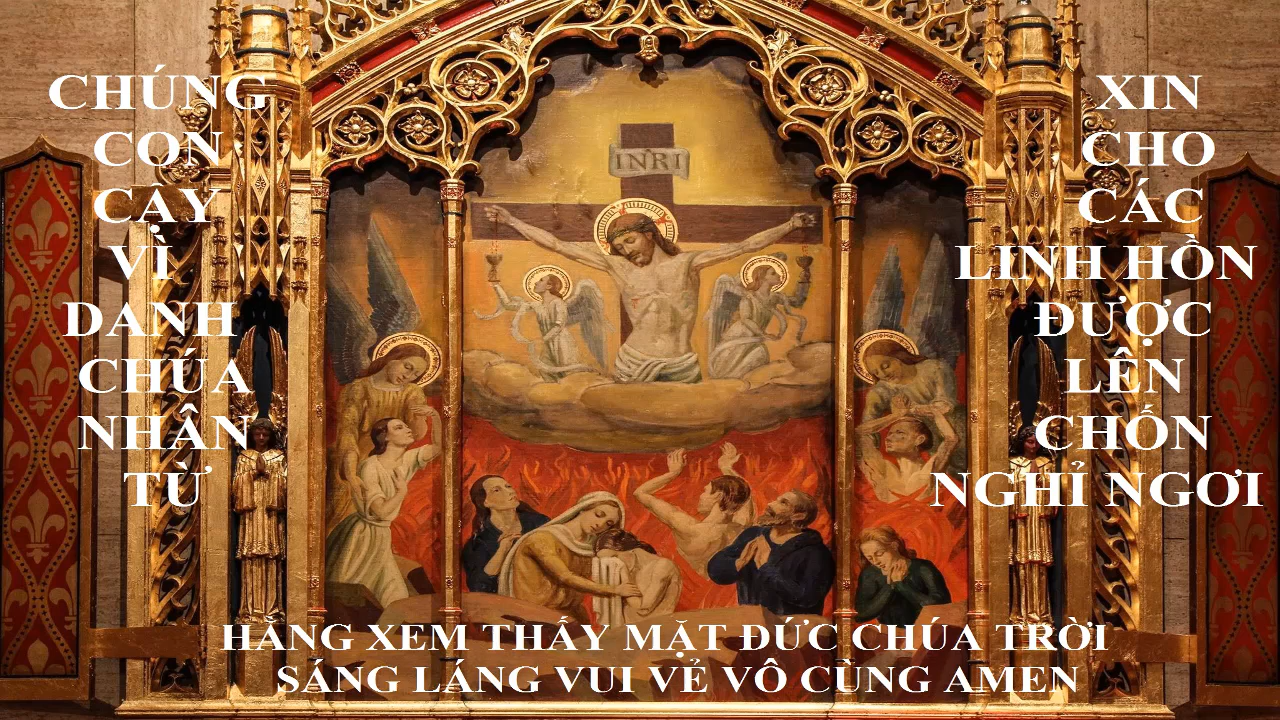 CHÚNG
CON
CẬY
VÌ
DANH
CHÚA
NHÂN
TỪ
XIN
CHO
CÁC
LINH HỒN
ĐƯỢC
LÊN
CHỐN
NGHỈ NGƠI
INRI
HẰNG XEM THẤY MẶT ĐỨC CHÚA TRỜI
SÁNG LÁNG VUI VẺ VÔ CÙNG AMEN